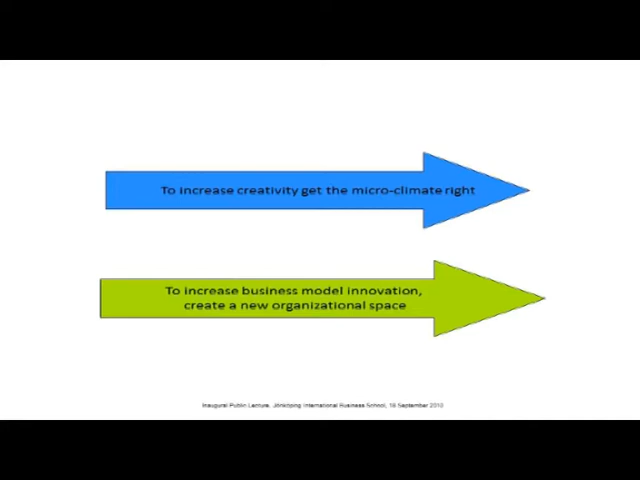 To increase creativity get the micro-climate right
To increase business model innovation,
create a new organizational space
Inaugural Public Lecture, Jönköping International Business School, 16 September 2010